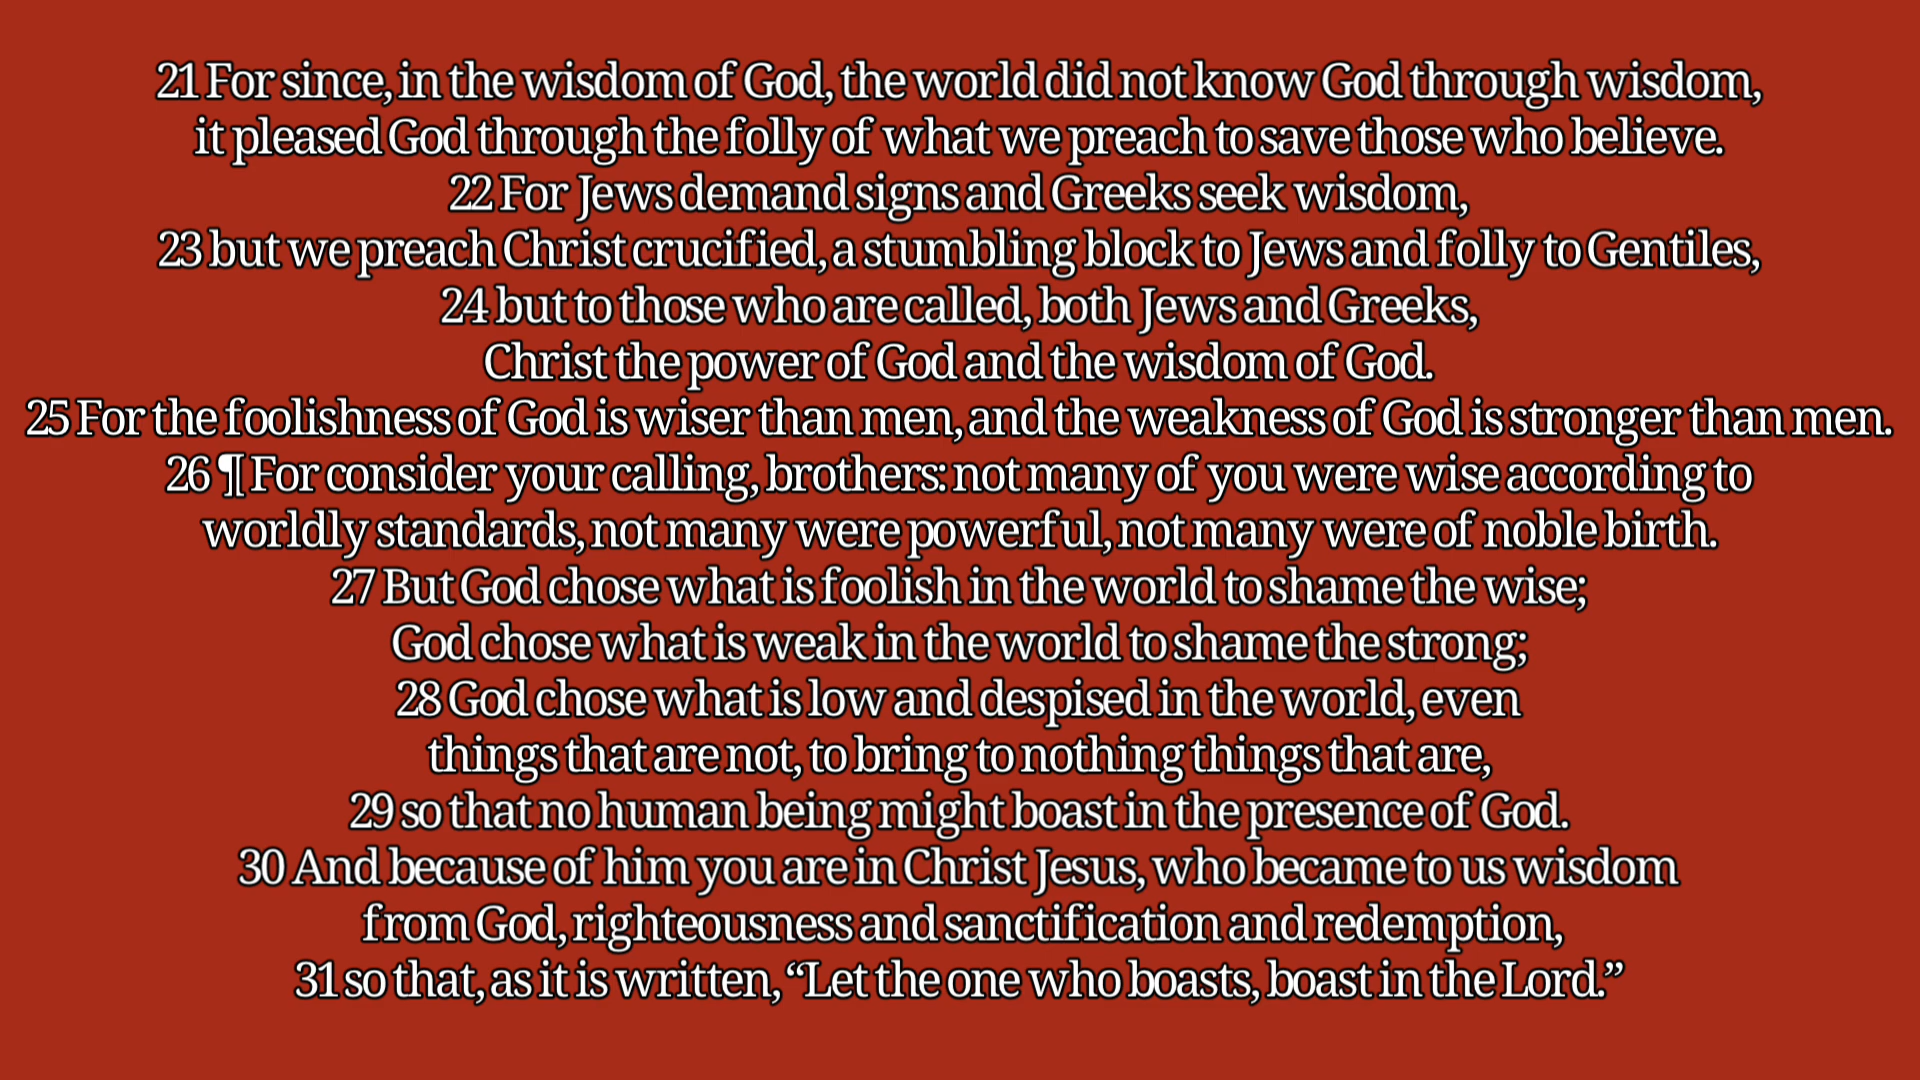 21 For since, in the wisdom of God, the world did not know God through wisdom,
it pleased God through the folly of what we preach to save those who believe.
22 For Jews demand signs and Greeks seek wisdom,
23 but we preach Christ crucified, a stumbling block to Jews and folly to Gentiles,
24 but to those who are called, both Jews and Greeks,
Christ the power of God and the wisdom of God.
25 For the foolishness of God is wiser than men, and the weakness of God is stronger than men.
26 ¶ For consider your calling, brothers: not many of you were wise according to
worldly standards, not many were powerful, not many were of noble birth.
27 But God chose what is foolish in the world to shame the wise;
God chose what is weak in the world to shame the strong;
28 God chose what is low and despised in the world, even
things that are not, to bring to nothing things that are,
29 so that no human being might boast in the presence of God.
30 And because of him you are in Christ Jesus, who became to us wisdom
from God, righteousness and sanctification and redemption,
31 so that, as it is written, “Let the one who boasts, boast in the Lord.”